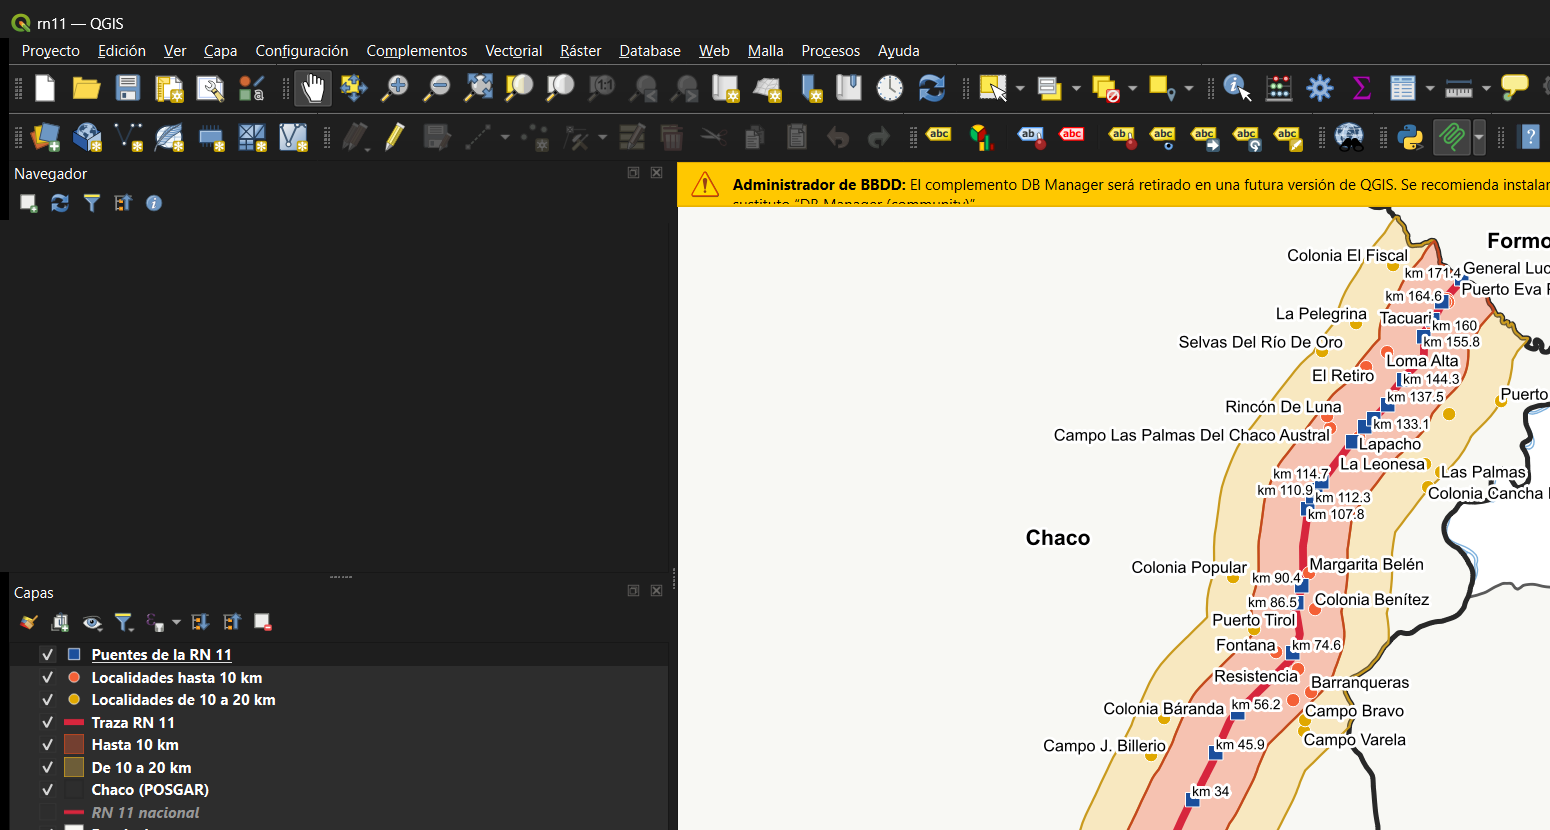 rn11 — QGIS
Proyecto Edición Ver Capa Configuración Complementos Vectorial Ráster Database Web Malla Procesos Ayuda
Navegador
Administrador de BBDD: El complemento DB Manager será retirado en una futura versión de QGIS. Se recomienda instalar
sustituto "DB Manager (community)"
Formo
Colonia El Fiscal
km 171.4
General Luc
km 164.6
Puerto Eva
La Pelegrina
Tacuarí
km 160
Selvas Del Río De Oro
km 155.8
Loma Alta
El Retiro
km 144.3
km 137.5
Puerto
Rincón De Luna
km 133.1
Campo Las Palmas Del Chaco Austral
Lapacho
La Leonesa
Las Palmas
km 114.7
km 110.9
km 112.3
Colonia Cancha
km 107.8
Chaco
Margarita Belén
Colonia Popular
km 90.4
km 86.5
Colonia Benítez
Puerto Tirol
Fontana
km 74.6
Resistencia
Barranqueras
Colonia Báranda
km 56.2
Campo Bravo
Campo J. Billerio
km 45.9
Campo Varela
km 34
Capas
Puentes de la RN 11
Localidades hasta 10 km
Localidades de 10 a 20 km
Traza RN 11
Hasta 10 km
De 10 a 20 km
Chaco (POSGAR)
RN 11 nacional